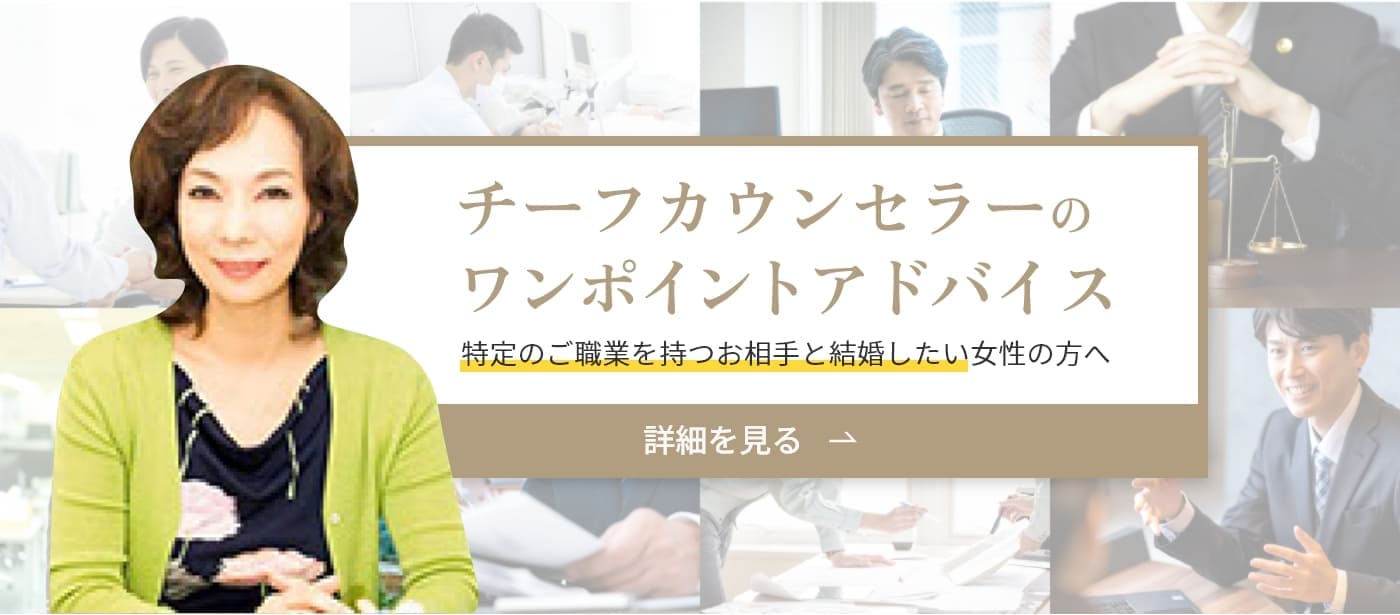 チーフカウンセラーの
ワンポイントアドバイス
特定のご職業を持つお相手と結婚したい女性の方へ
詳細を見る